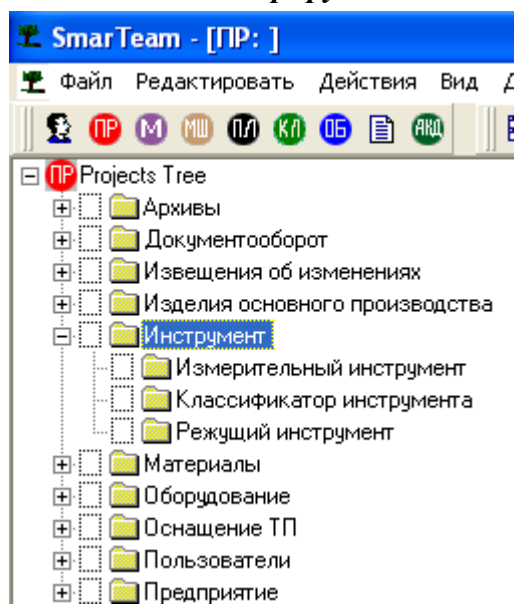 SmarTeam - [ПР: ]
Файл Редактировать Действия Вид
ПР М МШ ПЛ КЛ ОБ АКД
ПР Projects Tree
Архивы
Документооборот
Извещения об изменениях
Изделия основного производства
Инструмент
Измерительный инструмент
Классификатор инструмента
Режущий инструмент
Материалы
Оборудование
Оснащение ТП
Пользователи
Предприятие